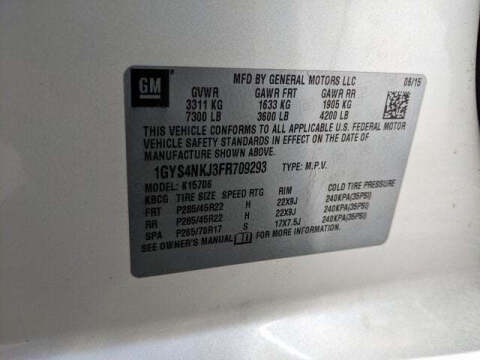 GM
MFD BY GENERAL MOTORS LLC 06/15
GVWR GAWR FRT GAWR RR
3311 KG 1633 KG 1905 KG
7300 LB 3600 LB 4200 LB
THIS VEHICLE CONFORMS TO ALL APPLICABLE U.S. FEDERAL MOTOR
VEHICLE SAFETY STANDARDS IN EFFECT ON THE DATE OF
MANUFACTURE SHOWN ABOVE.
1GYS4NKJ3FR709293 TYPE: M.P.V.
MODEL: K15706
KBCG TIRE SIZE SPEED RTG RIM COLD TIRE PRESSURE
FRT P285/45R22 H 22X9J 240KPA(35PSI)
RR P285/45R22 H 22X9J 240KPA(35PSI)
SPA P265/70R17 S 17X7.5J 240KPA(35PSI)
SEE OWNER'S MANUAL FOR MORE INFORMATION.